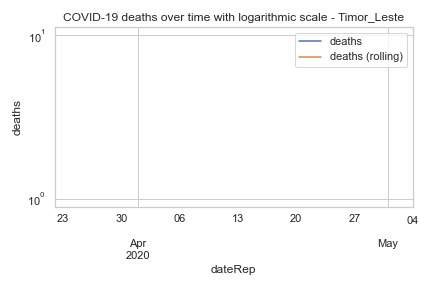 COVID-19 deaths over time with logarithmic scale - Timor_Leste
10¹
deaths
deaths (rolling)
deaths
10⁰
23 30 06 13 20 27 04
Apr May
2020
dateRep